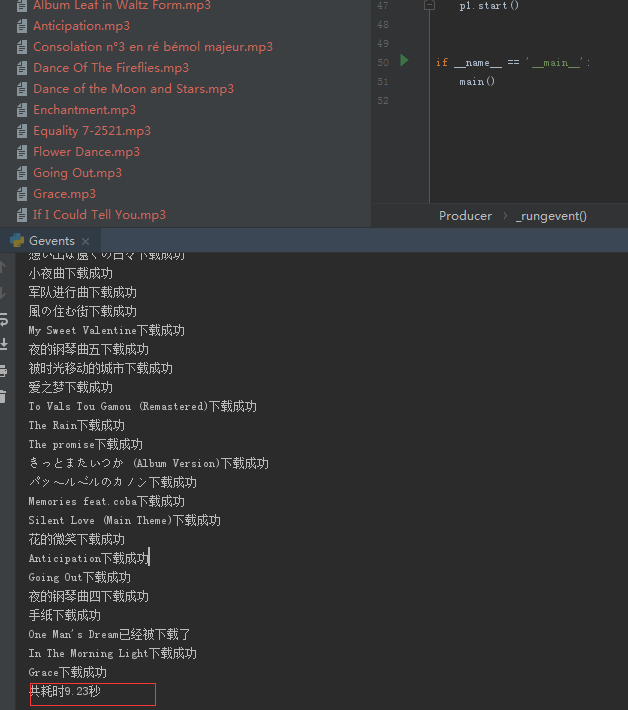 Album Leaf in Waltz Form.mp3
Anticipation.mp3
Consolation n°3 en ré bémol majeur.mp3
Dance Of The Fireflies.mp3
Dance of the Moon and Stars.mp3
Enchantment.mp3
Equality 7-2521.mp3
Flower Dance.mp3
Going Out.mp3
Grace.mp3
If I Could Tell You.mp3
47 p1.start()
48
49
50 if __name__ == '__main__':
51 main()
52
Producer › _rungevent()
Gevents ×
想い出は遠くの日々下载成功
小夜曲下载成功
军队进行曲下载成功
風の住む街下载成功
My Sweet Valentine下载成功
夜的钢琴曲五下载成功
被时光移动的城市下载成功
爱之梦下载成功
To Vals Tou Gamou (Remastered)下载成功
The Rain下载成功
The promise下载成功
きっとまたいつか (Album Version)下载成功
パッヘルベルのカノン下载成功
Memories feat.coba下载成功
Silent Love (Main Theme)下载成功
花的微笑下载成功
Anticipation下载成功
Going Out下载成功
夜的钢琴曲四下载成功
手纸下载成功
One Man's Dream已经被下载了
In The Morning Light下载成功
Grace下载成功
共耗时9.23秒